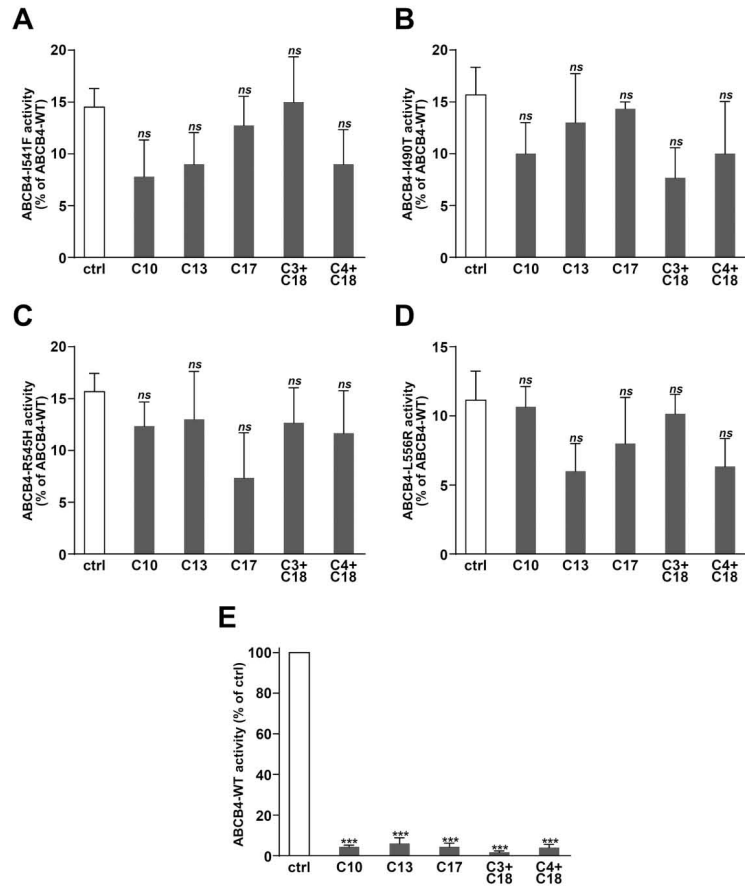 A
ABCB4-I541F activity
(% of ABCB4-WT)
20
15
10
5
0
ns
ns
ns
ns
ns
ctrl
C10
C13
C17
C3+
C18
C4+
C18
B
ABCB4-I490T activity
(% of ABCB4-WT)
20
15
10
5
0
ns
ns
ns
ns
ns
ctrl
C10
C13
C17
C3+
C18
C4+
C18
C
ABCB4-R545H activity
(% of ABCB4-WT)
20
15
10
5
0
ns
ns
ns
ns
ns
ctrl
C10
C13
C17
C3+
C18
C4+
C18
D
ABCB4-L556R activity
(% of ABCB4-WT)
15
10
5
0
ns
ns
ns
ns
ns
ctrl
C10
C13
C17
C3+
C18
C4+
C18
E
ABCB4-WT activity (% of ctrl)
100
80
60
40
20
0
***
***
***
***
***
ctrl
C10
C13
C17
C3+
C18
C4+
C18